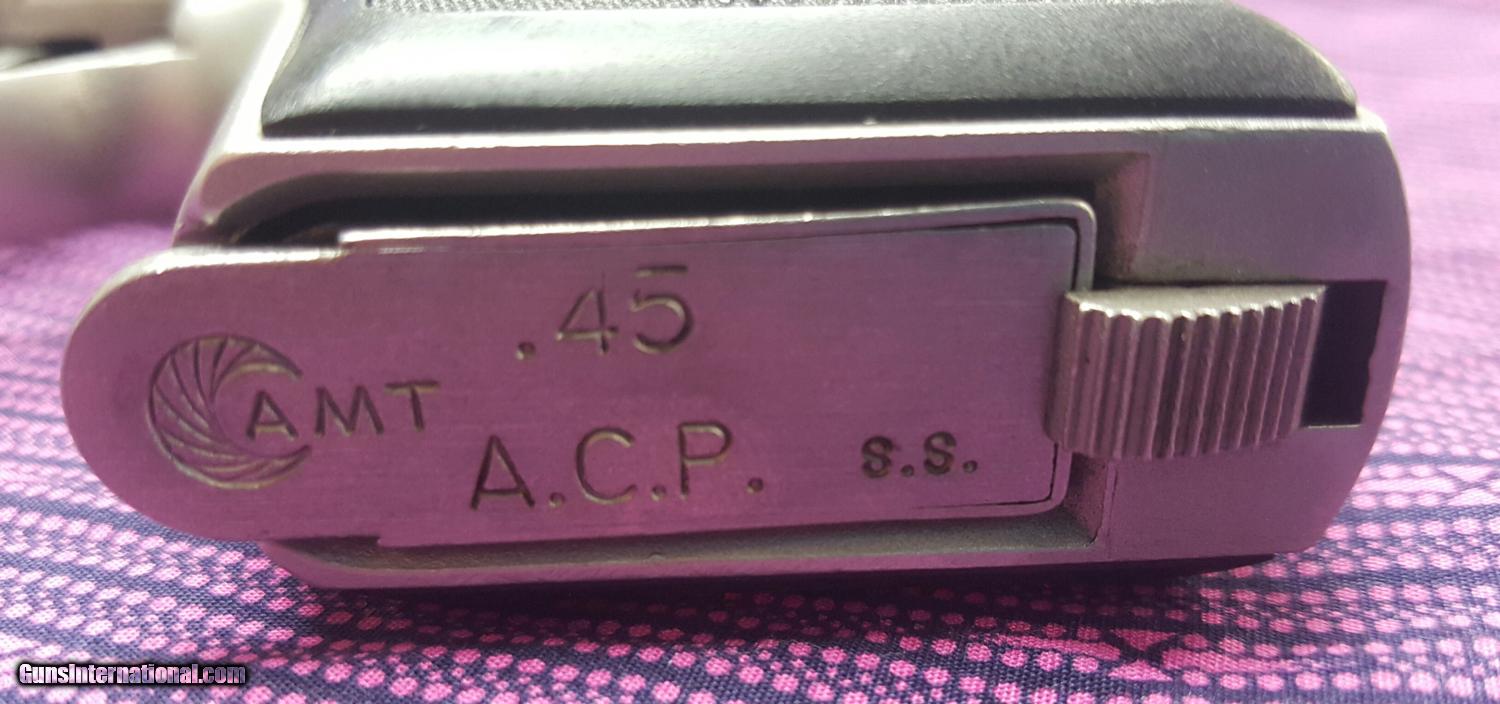 .45
AMT
A.C.P. S.S.
GunsInternational.com